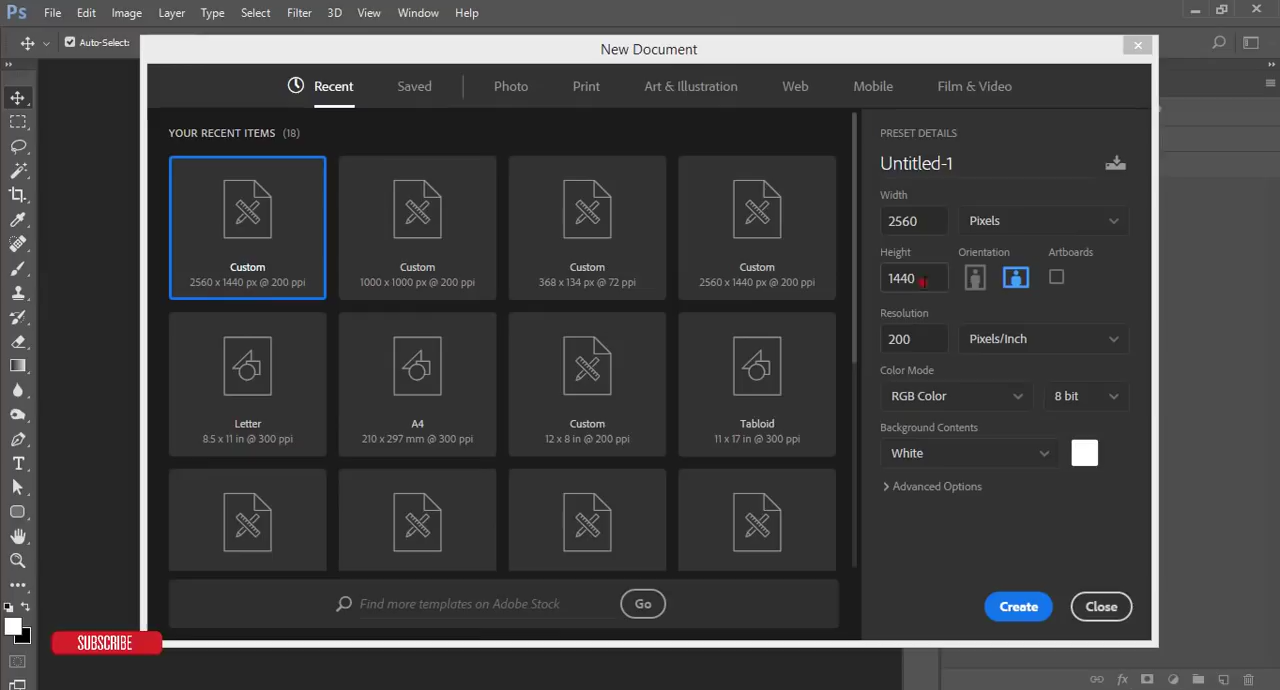 Ps File Edit Image Layer Type Select Filter 3D View Window Help
Auto-Select:
New Document
Recent Saved Photo Print Art & Illustration Web Mobile Film & Video
YOUR RECENT ITEMS (18)
Custom
2560 x 1440 px @ 200 ppi
Custom
1000 x 1000 px @ 200 ppi
Custom
368 x 134 px @ 72 ppi
Custom
2560 x 1440 px @ 200 ppi
Letter
8.5 x 11 in @ 300 ppi
A4
210 x 297 mm @ 300 ppi
Custom
12 x 8 in @ 200 ppi
Tabloid
11 x 17 in @ 300 ppi
Find more templates on Adobe Stock Go
PRESET DETAILS
Untitled-1
Width
2560 Pixels
Height Orientation Artboards
1440
Resolution
200 Pixels/Inch
Color Mode
RGB Color 8 bit
Background Contents
White
Advanced Options
Create Close
SUBSCRIBE
fx